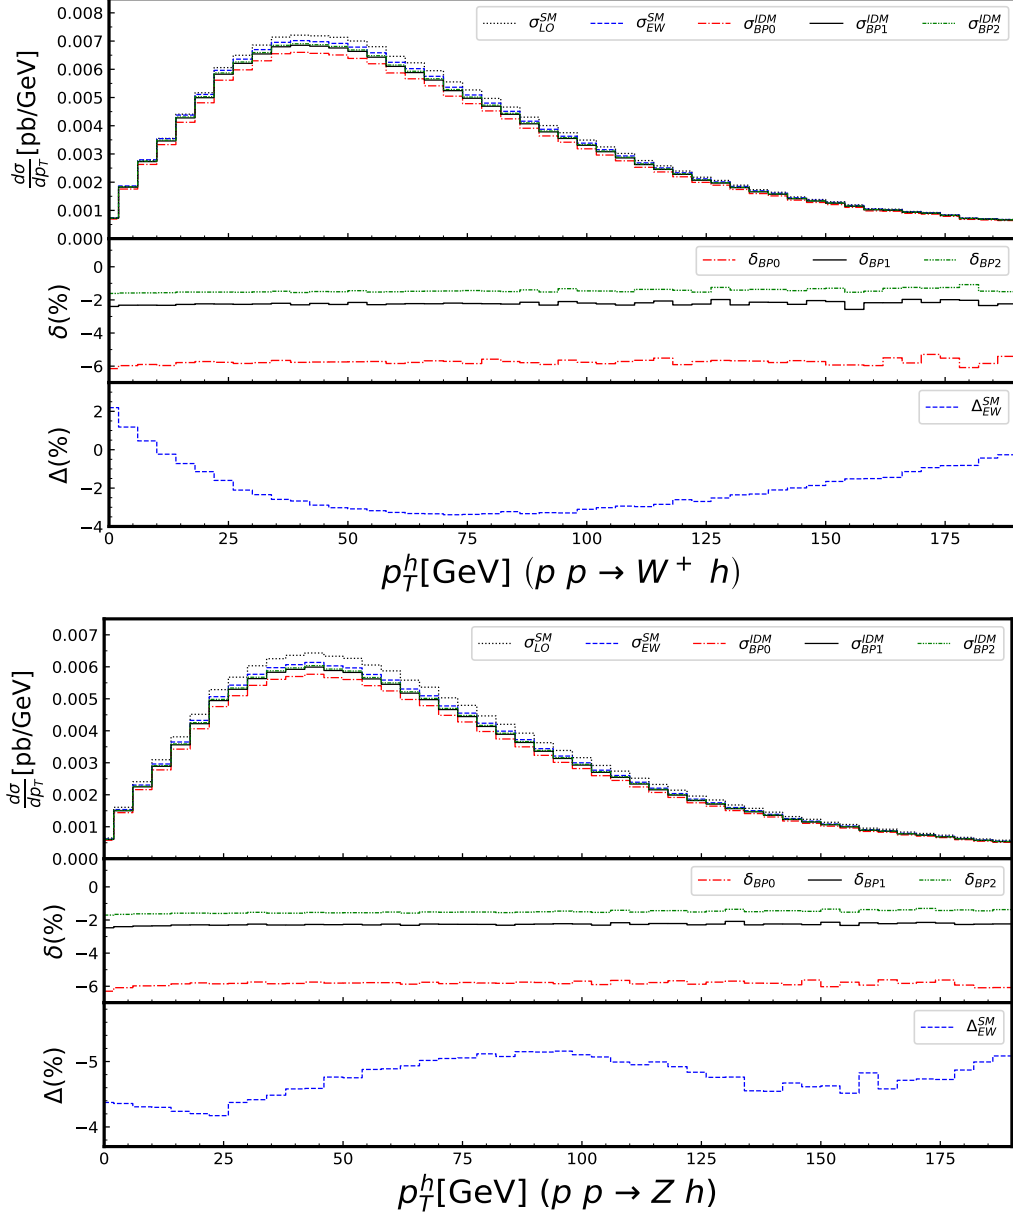 σ_LO^SM σ_EW^SM σ_BP0^IDM σ_BP1^IDM σ_BP2^IDM
0.008
0.007
0.006
0.005
0.004
0.003
0.002
0.001
0.000
dσ/dp_T [pb/GeV]
δ_BP0 δ_BP1 δ_BP2
0
−2
−4
−6
δ(%)
Δ_EW^SM
2
0
−2
−4
Δ(%)
0 25 50 75 100 125 150 175
p_T^h[GeV] (p p → W^+ h)
σ_LO^SM σ_EW^SM σ_BP0^IDM σ_BP1^IDM σ_BP2^IDM
0.007
0.006
0.005
0.004
0.003
0.002
0.001
0.000
dσ/dp_T [pb/GeV]
δ_BP0 δ_BP1 δ_BP2
0
−2
−4
−6
δ(%)
Δ_EW^SM
-5
−4
Δ(%)
0 25 50 75 100 125 150 175
p_T^h[GeV] (p p → Z h)